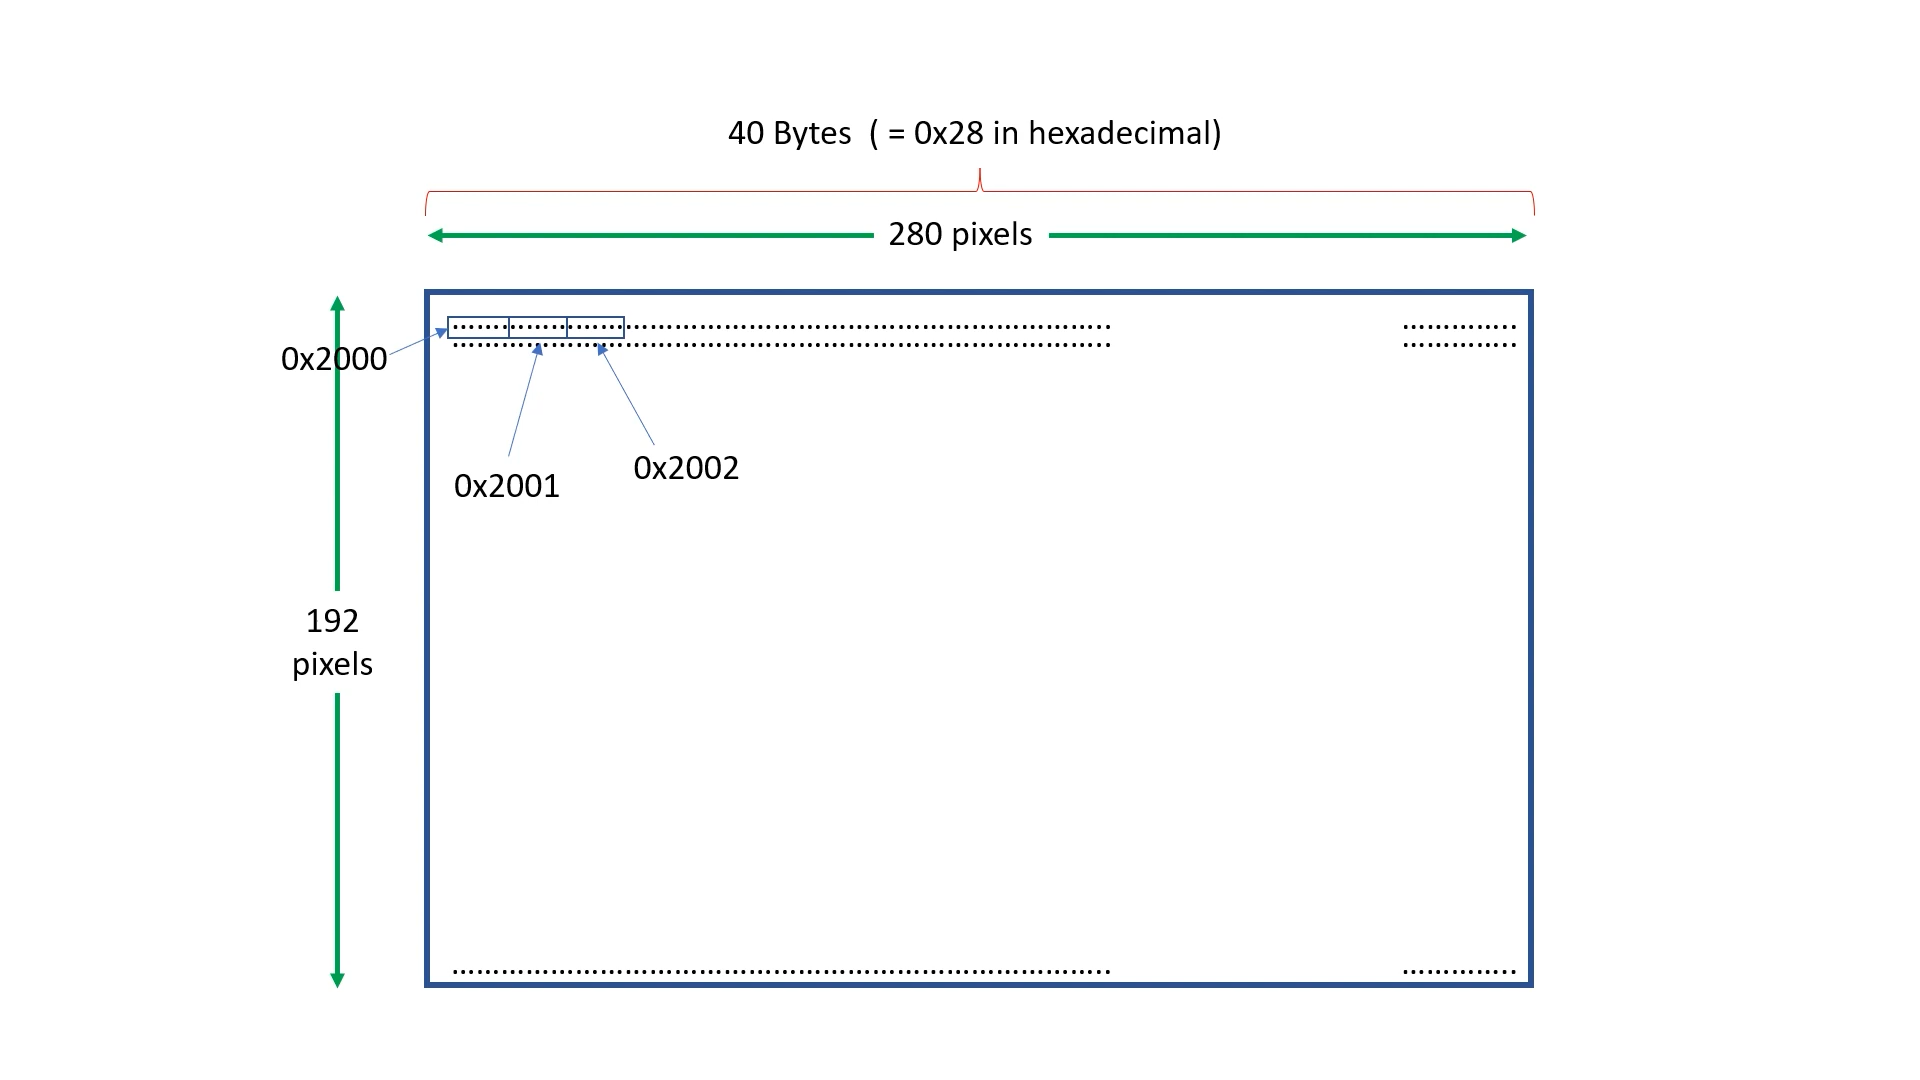 40 Bytes  ( = 0x28 in hexadecimal)
280 pixels
0x2000
0x2001
0x2002
192
pixels